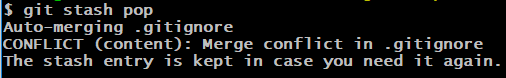 $ git stash pop
Auto-merging .gitignore
CONFLICT (content): Merge conflict in .gitignore
The stash entry is kept in case you need it again.